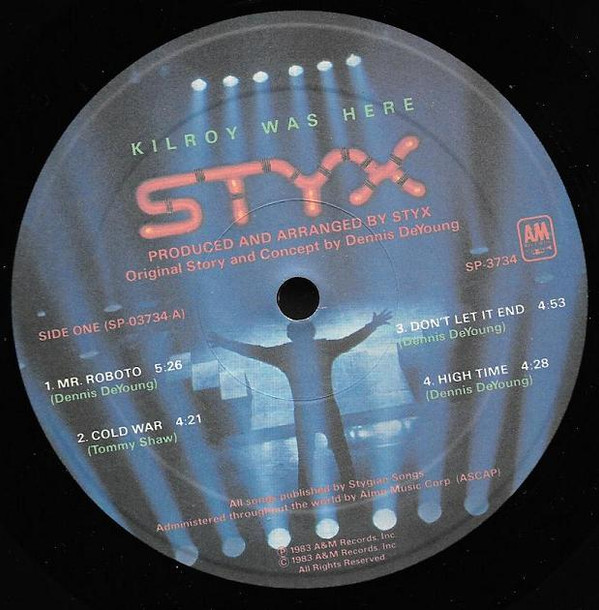 KILROY WAS HERE
STYX
PRODUCED AND ARRANGED BY STYX
Original Story and Concept by Dennis DeYoung
AM
SP-3734
SIDE ONE (SP-03734-A)
1. MR. ROBOTO 5:26
(Dennis DeYoung)
2. COLD WAR 4:21
(Tommy Shaw)
3. DON'T LET IT END 4:53
(Dennis DeYoung)
4. HIGH TIME 4:28
(Dennis DeYoung)
All songs published by Stygian Songs
Administered throughout the world by Almo Music Corp. (ASCAP)
℗ 1983 A&M Records, Inc.
© 1983 A&M Records, Inc.
All Rights Reserved